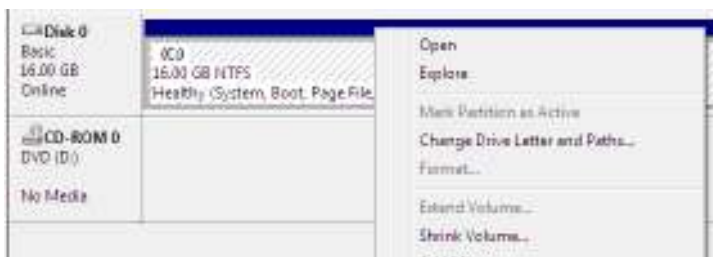 Disk 0
Basic
16.00 GB
Online
(C:)
16.00 GB NTFS
Healthy (System, Boot, Page File,
CD-ROM 0
DVD (D:)
No Media
Open
Explore
Mark Partition as Active
Change Drive Letter and Paths...
Format...
Extend Volume...
Shrink Volume...